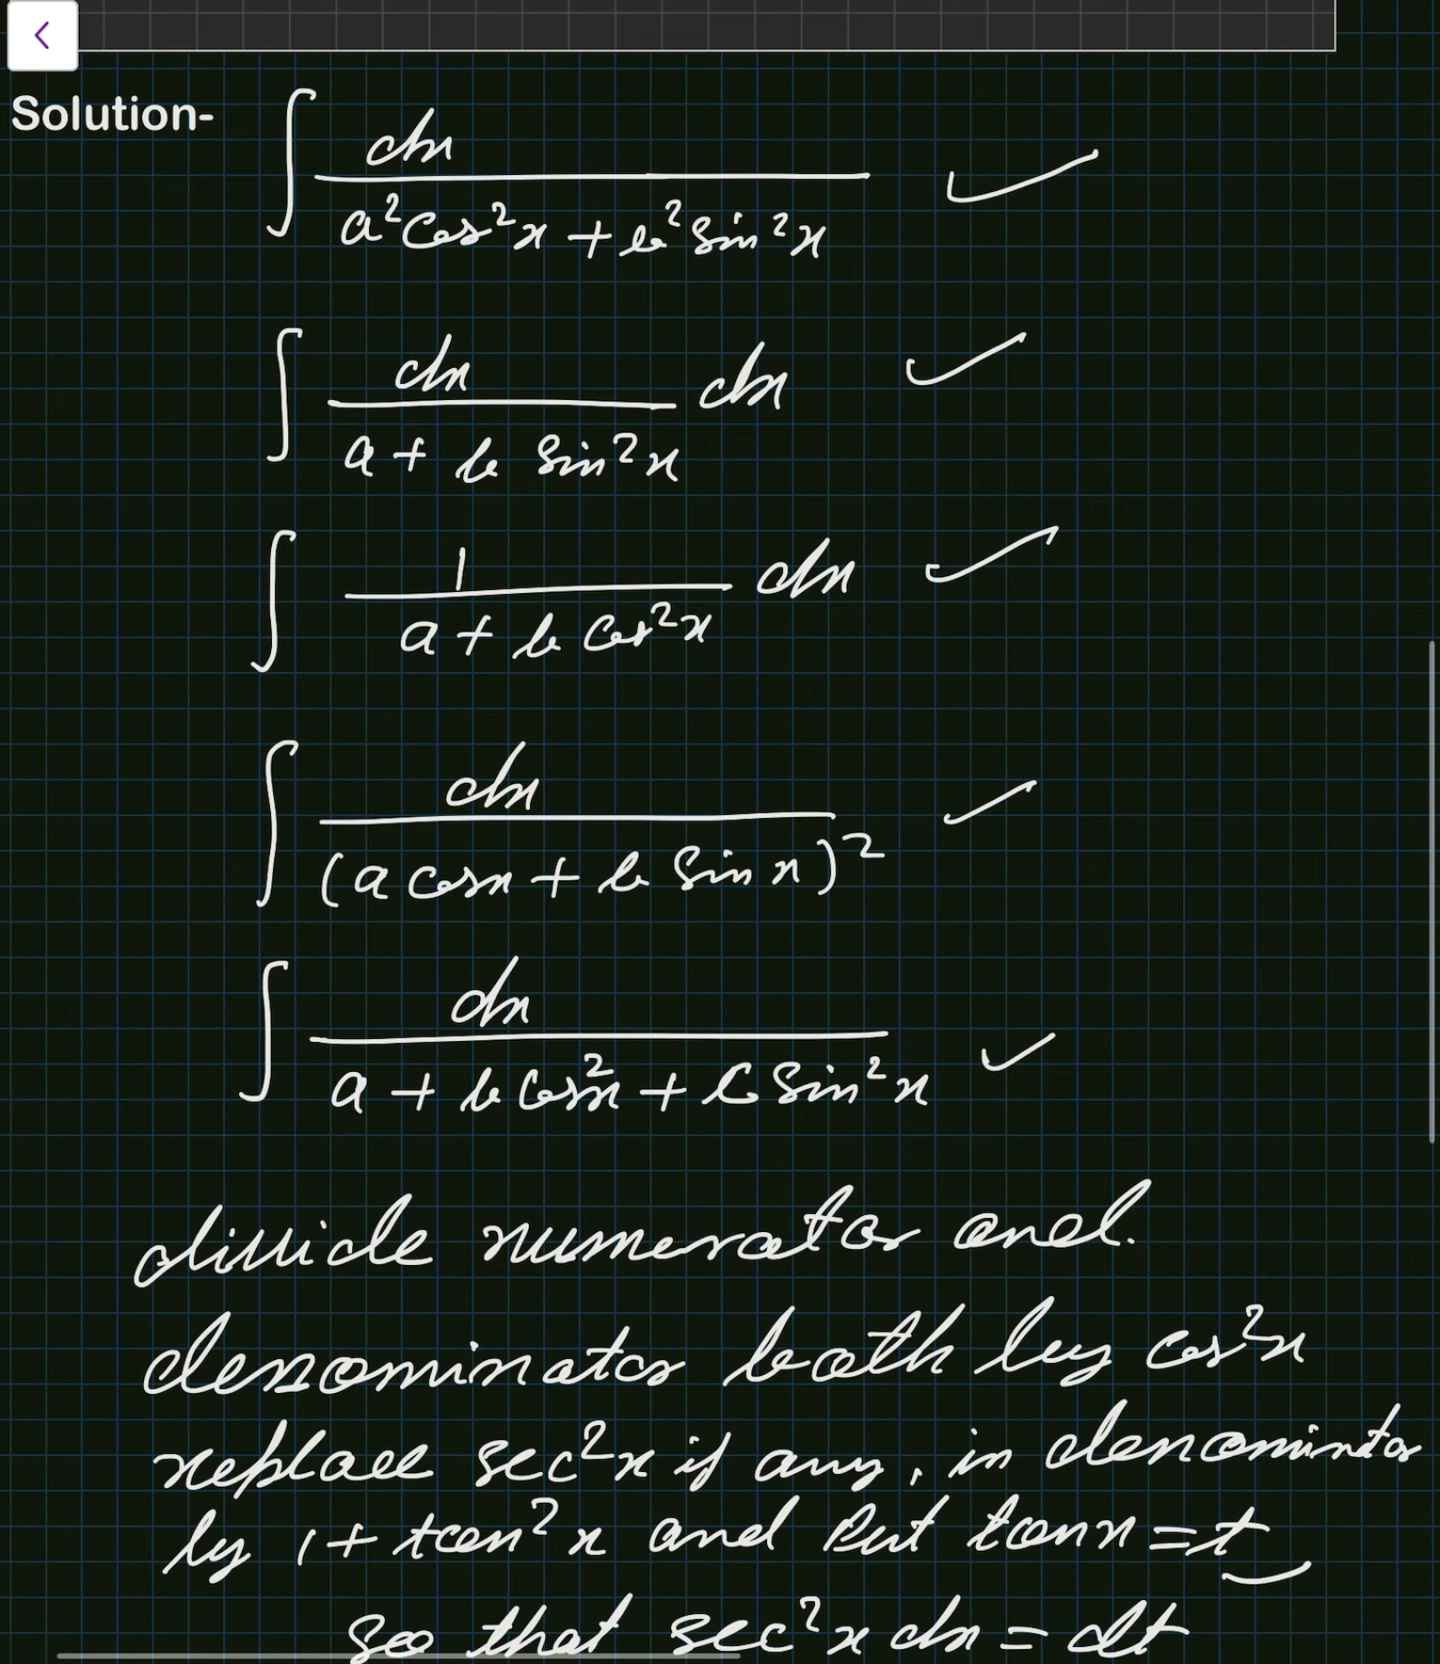 Solution- ∫ dx / (a²cos²x + b²sin²x)
∫ dx / (a + b sin²x) dx
∫ 1 / (a + b cos²x) dx
∫ dx / (a cosx + b sin x)²
∫ dx / (a + b cos²x + c sin²x)
divide numerator and.
denominator both by cos²x
replace sec²x if any, in denominator
by 1 + tan²x and Put tanx = t
so that sec²x dx = dt